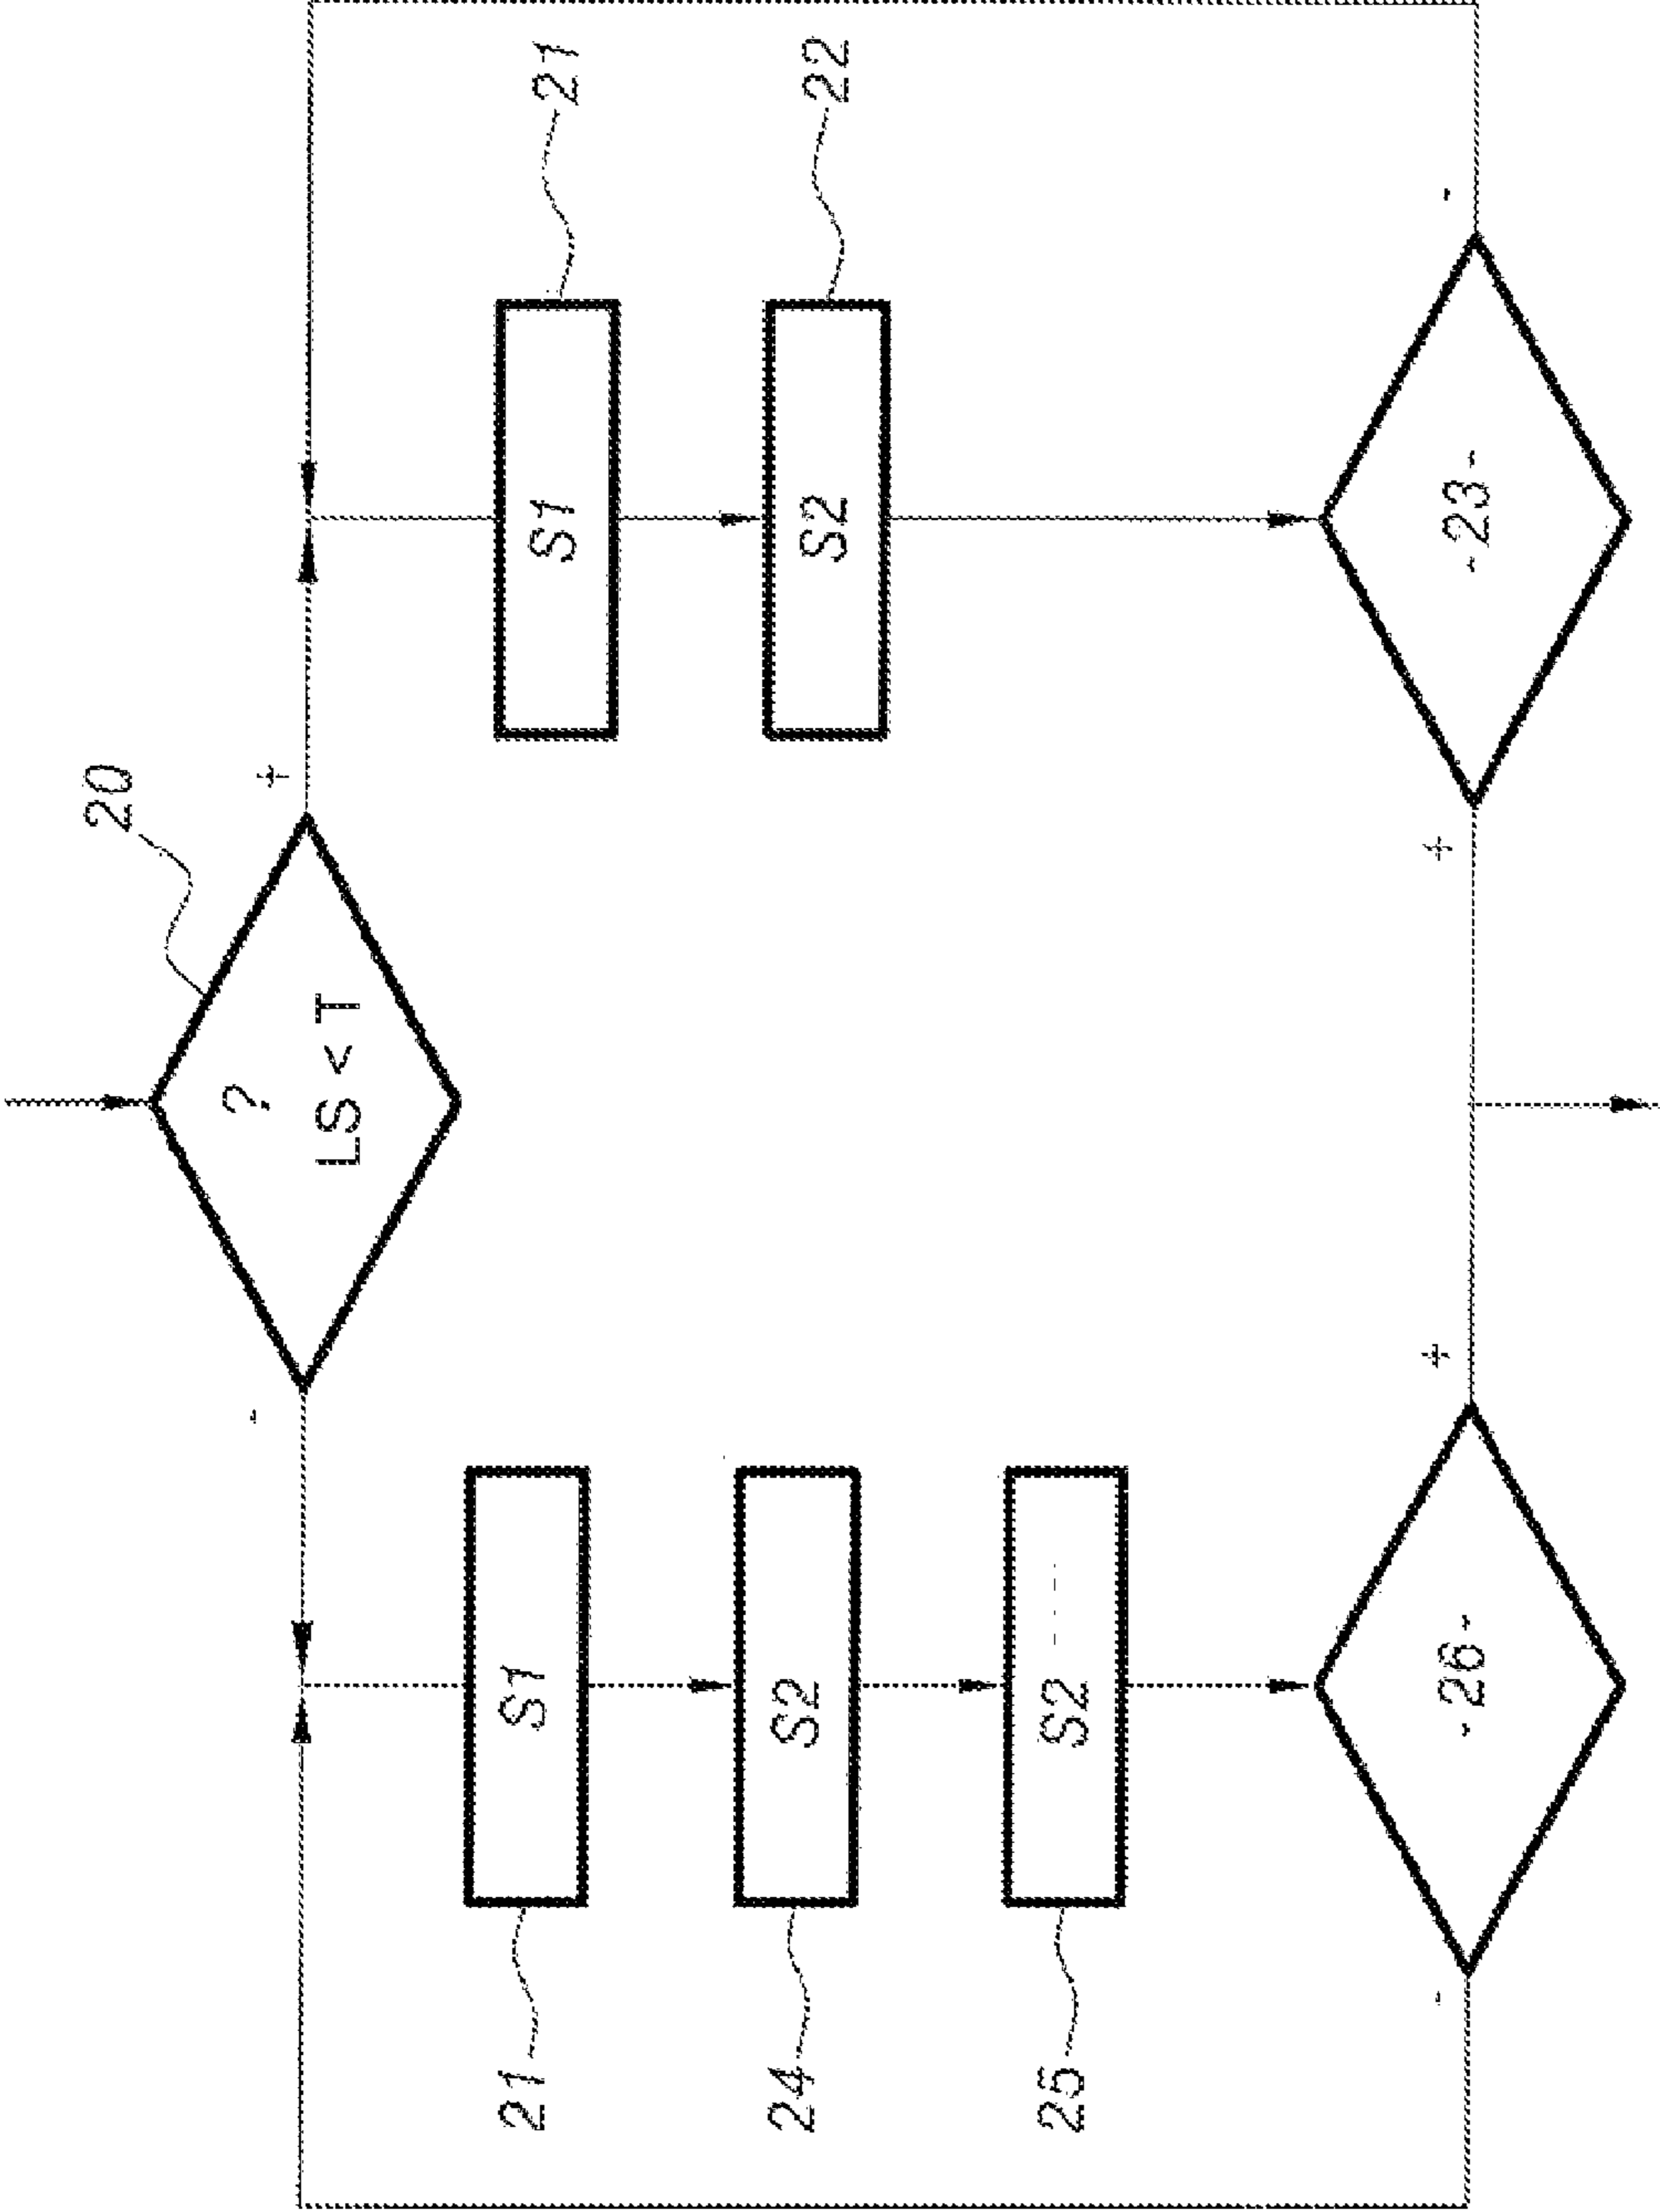 20
- ? +
LS < T
21 S1 S1 21
24 S2 S2 22
25 S2 ----
- + + -
-26- -23-